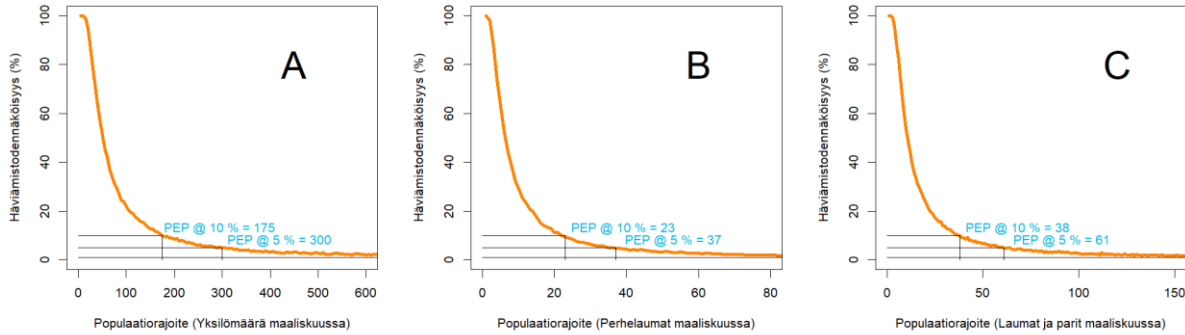 Häviämistodennäköisyys (%)
0
20
40
60
80
100
A
PEP @ 10 % = 175
PEP @ 5 % = 300
0 100 200 300 400 500 600
Populaatiorajoite (Yksilömäärä maaliskuussa)
Häviämistodennäköisyys (%)
0
20
40
60
80
100
B
PEP @ 10 % = 23
PEP @ 5 % = 37
0 20 40 60 80
Populaatiorajoite (Perhelaumat maaliskuussa)
Häviämistodennäköisyys (%)
0
20
40
60
80
100
C
PEP @ 10 % = 38
PEP @ 5 % = 61
0 50 100 150
Populaatiorajoite (Laumat ja parit maaliskuussa)